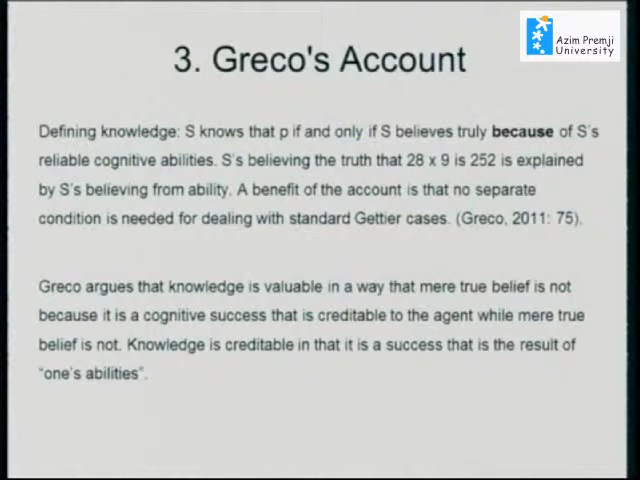 Azim Premji
University
3. Greco's Account
Defining knowledge: S knows that p if and only if S believes truly because of S's
reliable cognitive abilities. S's believing the truth that 28 x 9 is 252 is explained
by S's believing from ability. A benefit of the account is that no separate
condition is needed for dealing with standard Gettier cases. (Greco, 2011: 75).
Greco argues that knowledge is valuable in a way that mere true belief is not
because it is a cognitive success that is creditable to the agent while mere true
belief is not. Knowledge is creditable in that it is a success that is the result of
“one's abilities”.